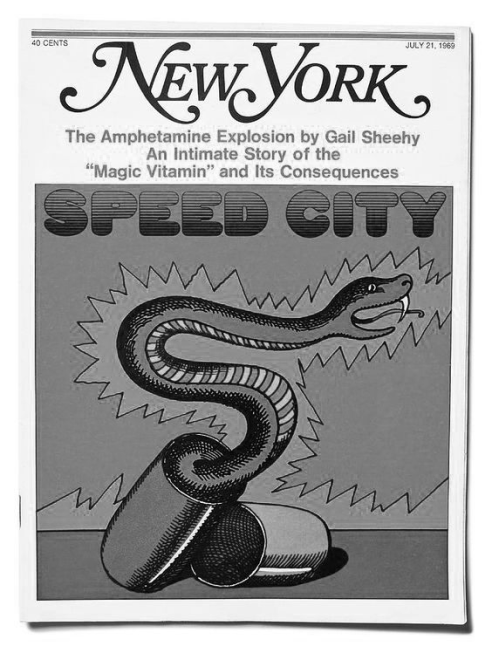 40 CENTS
JULY 21, 1969
NEW YORK
The Amphetamine Explosion by Gail Sheehy
An Intimate Story of the
“Magic Vitamin” and Its Consequences
SPEED CITY